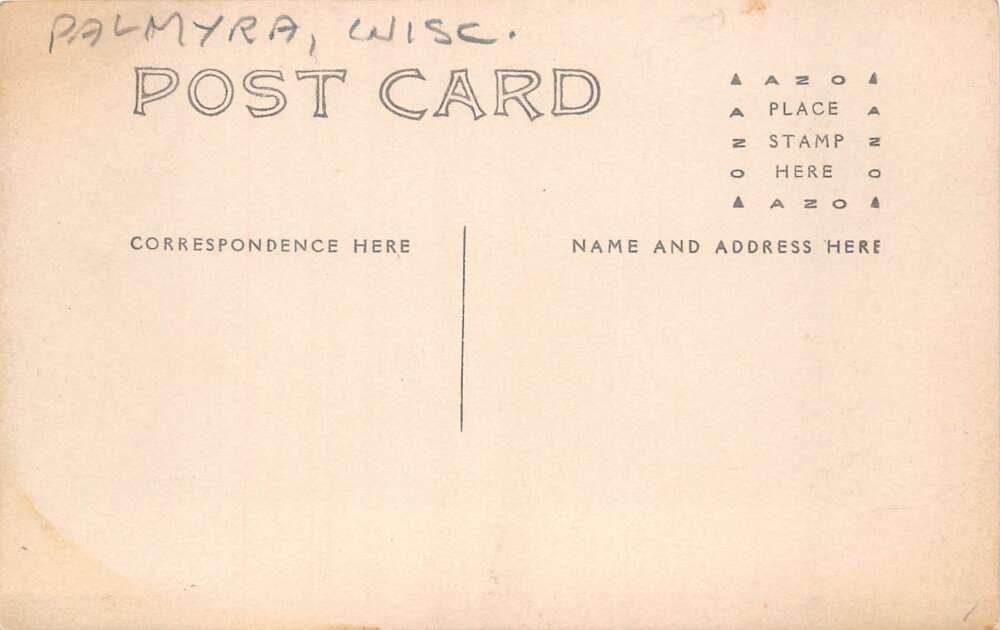 PALMYRA, WISC.
POST CARD
AZO
A PLACE A
Z STAMP Z
O HERE O
AZO
CORRESPONDENCE HERE
NAME AND ADDRESS HERE